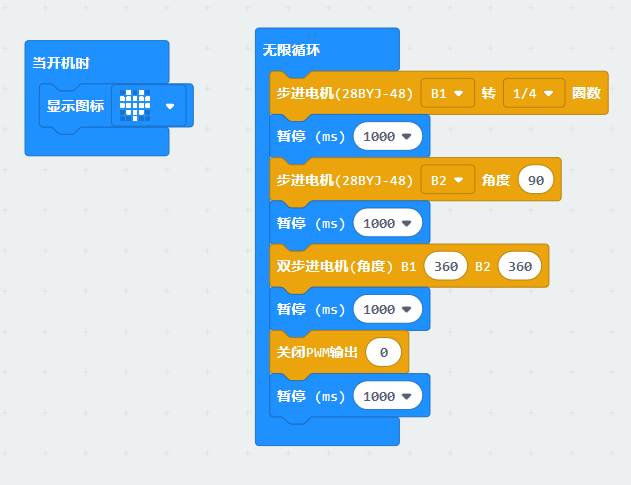 当开机时
显示图标
无限循环
步进电机(28BYJ-48) B1 转 1/4 圈数
暂停 (ms) 1000
步进电机(28BYJ-48) B2 角度 90
暂停 (ms) 1000
双步进电机(角度) B1 360 B2 360
暂停 (ms) 1000
关闭PWM输出 0
暂停 (ms) 1000